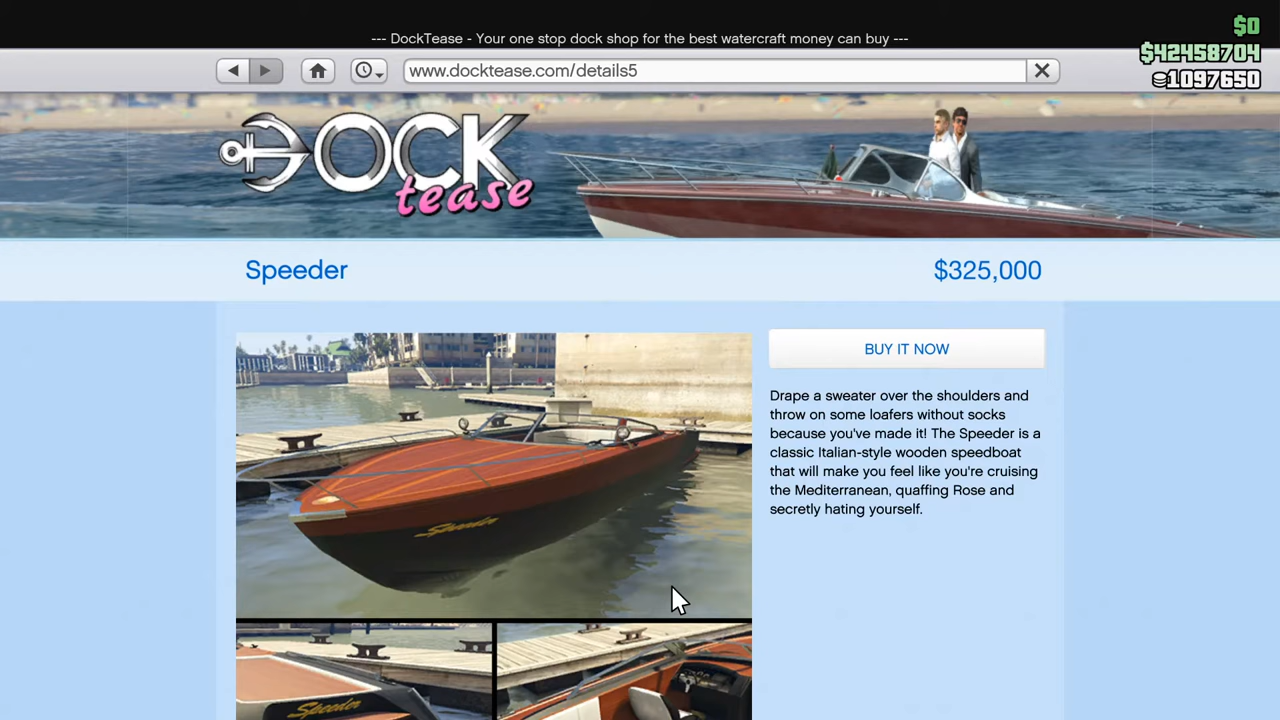 --- DockTease - Your one stop dock shop for the best watercraft money can buy ---
$0
$42458704
1097650
www.docktease.com/details5
DOCK
tease
Speeder
$325,000
BUY IT NOW
Drape a sweater over the shoulders and
throw on some loafers without socks
because you've made it! The Speeder is a
classic Italian-style wooden speedboat
that will make you feel like you're cruising
the Mediterranean, quaffing Rose and
secretly hating yourself.
Speeder
Speeder